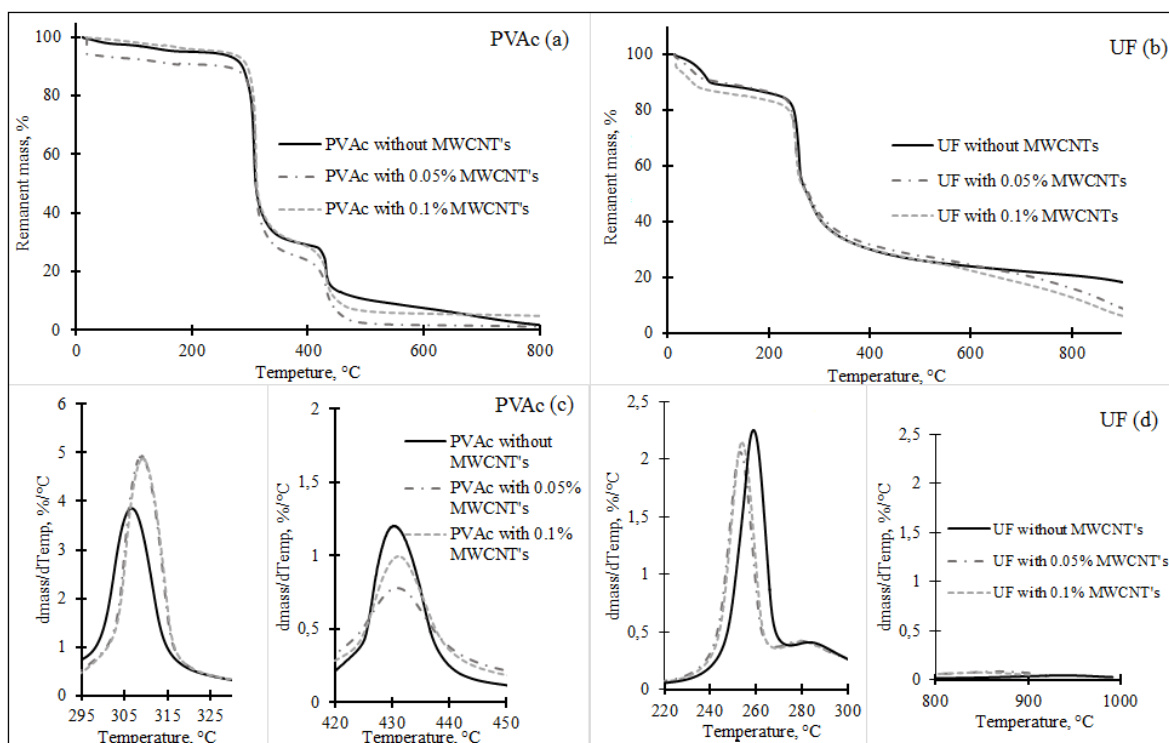 PVAc (a)
Remanent mass, %
100
80
60
40
20
0
PVAc without MWCNT's
PVAc with 0.05% MWCNT's
PVAc with 0.1% MWCNT's
0 200 400 600 800
Tempeture, °C
UF (b)
Remanent mass, %
100
80
60
40
20
0
UF without MWCNTs
UF with 0.05% MWCNTs
UF with 0.1% MWCNTs
0 200 400 600 800
Temperature, °C
dmass/dTemp, %/°C
6
5
4
3
2
1
0
295 305 315 325
Temperature, °C
PVAc (c)
dmass/dTemp, %/°C
2
1,5
1
0,5
0
PVAc without
MWCNT's
PVAc with 0.05%
MWCNT's
PVAc with 0.1%
MWCNT's
420 430 440 450
Temperature, °C
dmass/dTemp, %/°C
2,5
2
1,5
1
0,5
0
220 240 260 280 300
Temperature, °C
UF (d)
dmass/dTemp, %/°C
2,5
2
1,5
1
0,5
0
UF without MWCNT's
UF with 0.05% MWCNT's
UF with 0.1% MWCNT's
800 900 1000
Temperature, °C